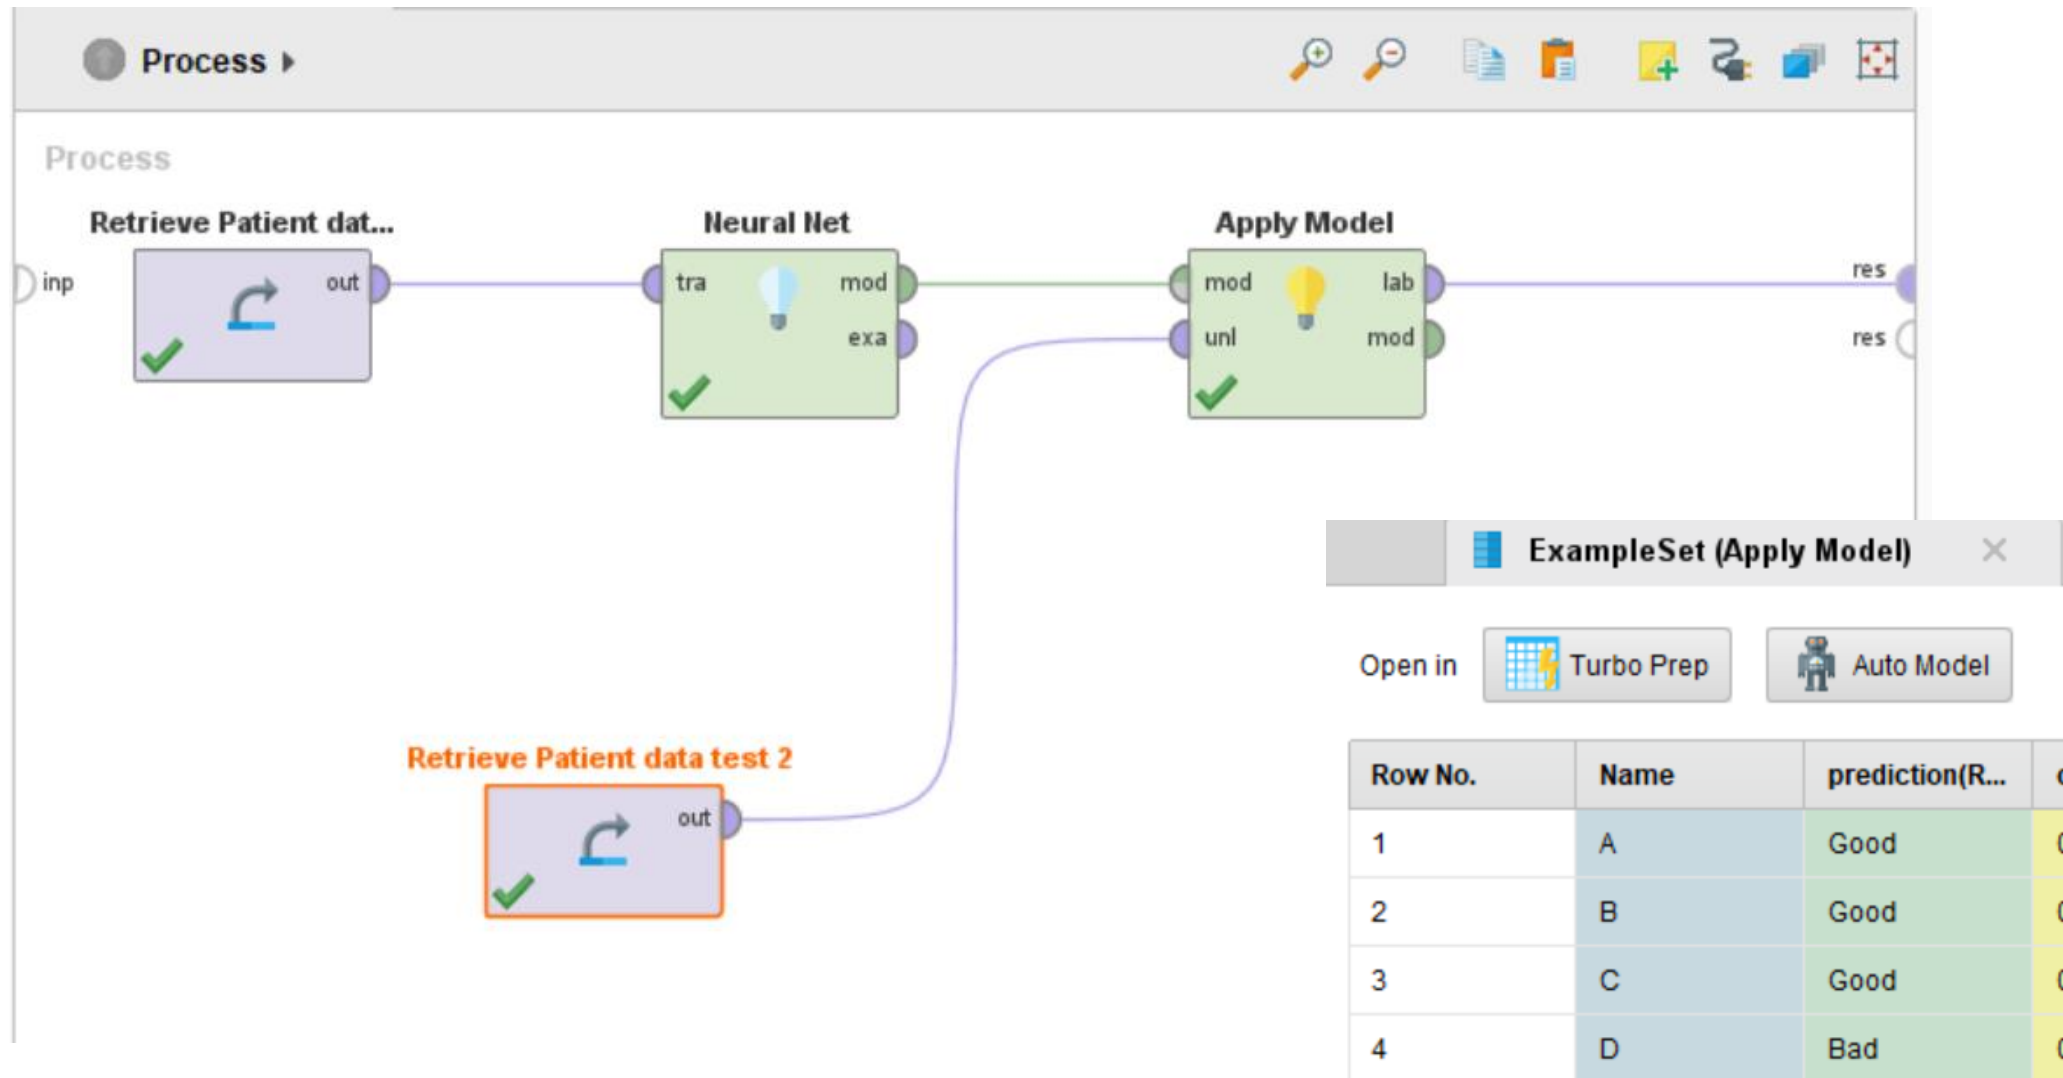 Process
Process
Retrieve Patient dat...
Neural Net
Apply Model
inp
out
tra
mod
exa
mod
unl
lab
mod
res
res
Retrieve Patient data test 2
out
ExampleSet (Apply Model)
Open in
Turbo Prep
Auto Model
Row No. Name prediction(R...
1 A Good
2 B Good
3 C Good
4 D Bad